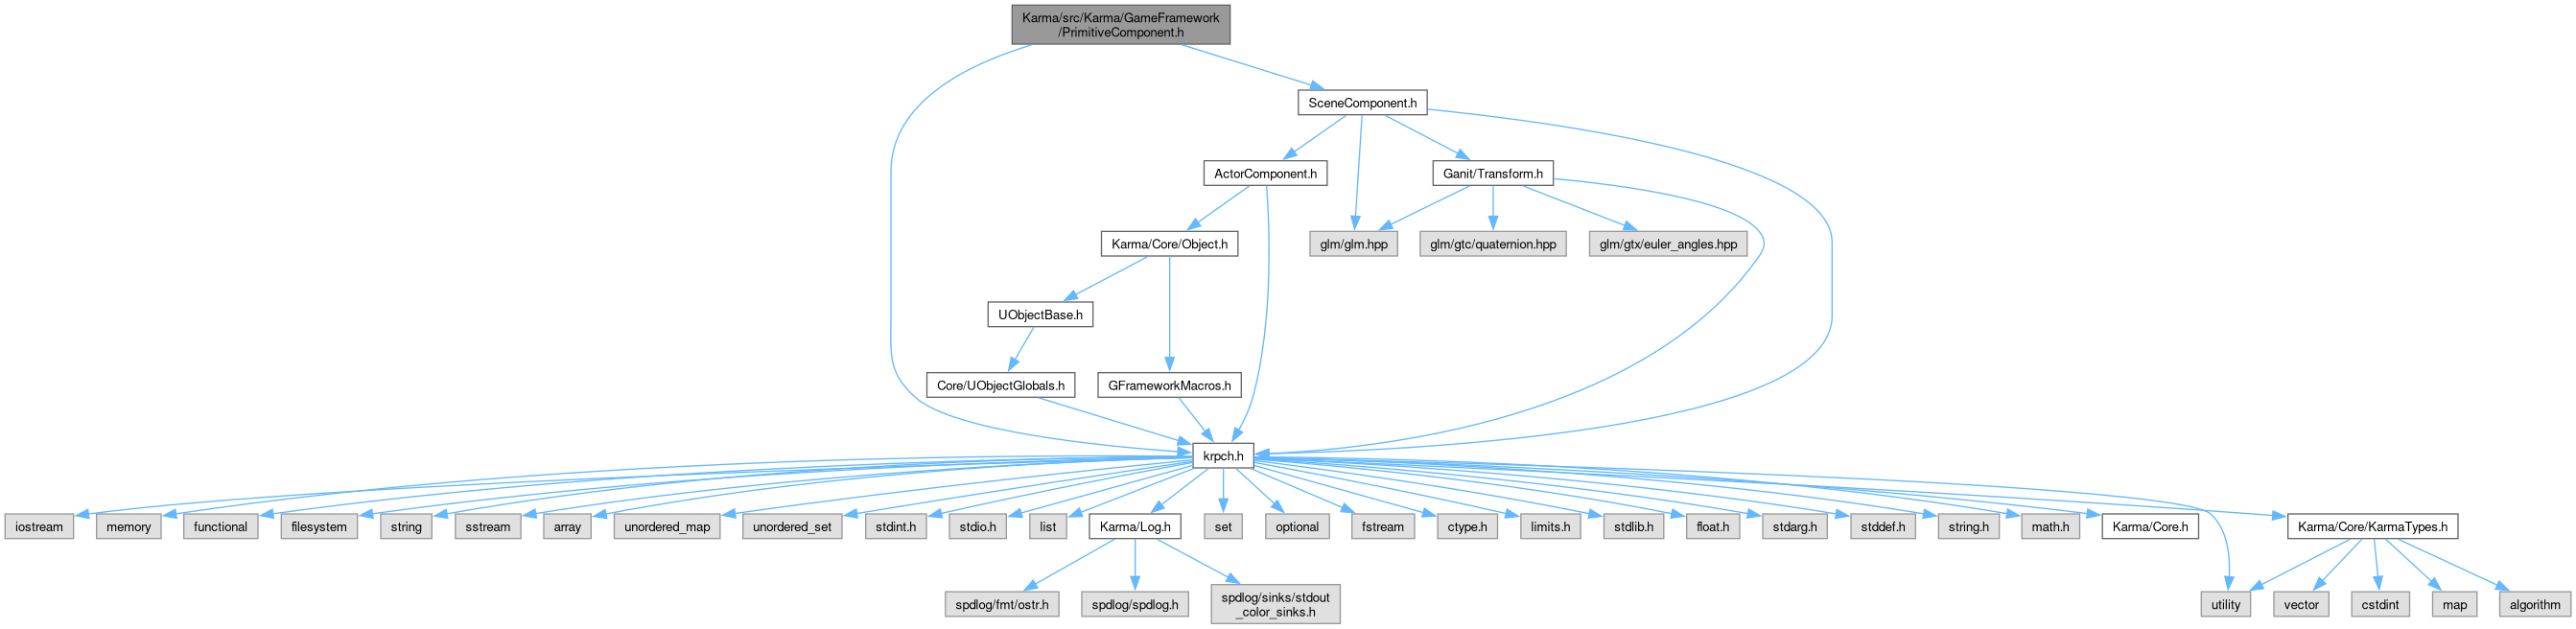 Karma/src/Karma/GameFramework
/PrimitiveComponent.h
SceneComponent.h
ActorComponent.h
Ganit/Transform.h
Karma/Core/Object.h
glm/glm.hpp
glm/gtc/quaternion.hpp
glm/gtx/euler_angles.hpp
UObjectBase.h
Core/UObjectGlobals.h
GFrameworkMacros.h
krpch.h
iostream
memory
functional
filesystem
string
sstream
array
unordered_map
unordered_set
stdint.h
stdio.h
list
Karma/Log.h
set
optional
fstream
ctype.h
limits.h
stdlib.h
float.h
stdarg.h
stddef.h
string.h
math.h
Karma/Core.h
Karma/Core/KarmaTypes.h
spdlog/fmt/ostr.h
spdlog/spdlog.h
spdlog/sinks/stdout
_color_sinks.h
utility
vector
cstdint
map
algorithm